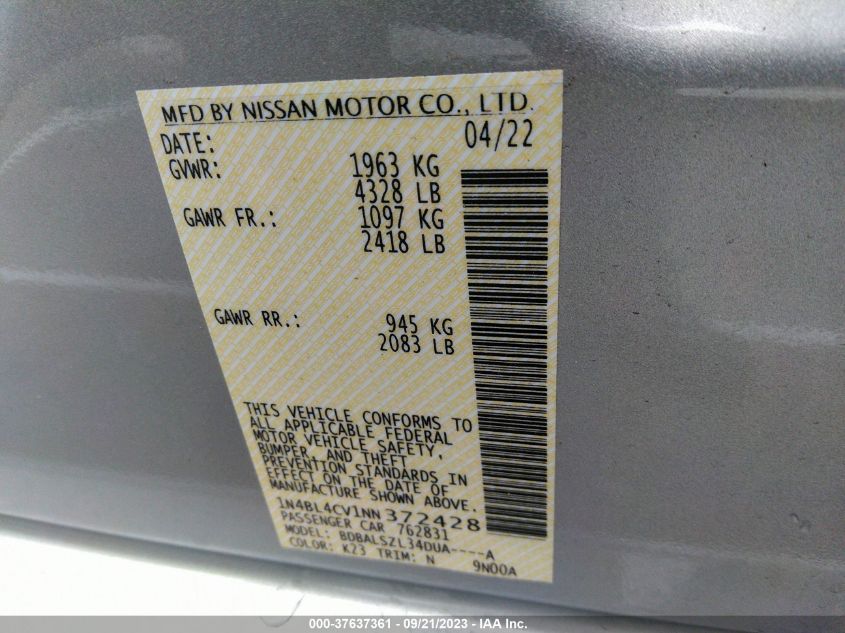 MFD BY NISSAN MOTOR CO., LTD.
DATE: 04/22
GVWR: 1963 KG
4328 LB
GAWR FR.: 1097 KG
2418 LB
GAWR RR.: 945 KG
2083 LB
THIS VEHICLE CONFORMS TO
ALL APPLICABLE FEDERAL
MOTOR VEHICLE SAFETY,
BUMPER, AND THEFT
PREVENTION STANDARDS IN
EFFECT ON THE DATE OF
MANUFACTURE SHOWN ABOVE.
1N4BL4CV1NN372428
PASSENGER CAR 762831
MODEL: BDBALSZL34DUA----A
COLOR: K23 TRIM: N 9N00A
000-37637361 - 09/21/2023 - IAA Inc.